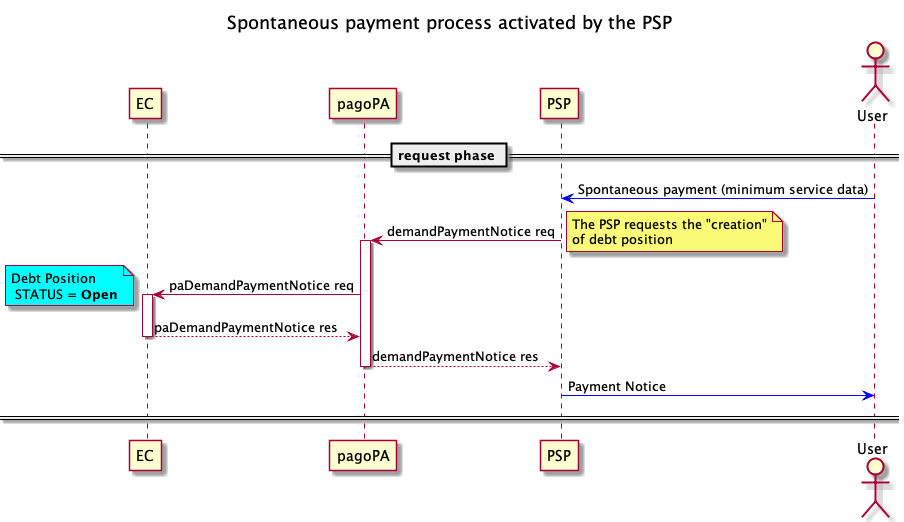 Spontaneous payment process activated by the PSP
User
EC
pagoPA
PSP
request phase
Spontaneous payment (minimum service data)
The PSP requests the "creation"
of debt position
demandPaymentNotice req
Debt Position
STATUS = Open
paDemandPaymentNotice req
paDemandPaymentNotice res
demandPaymentNotice res
Payment Notice
EC
pagoPA
PSP
User